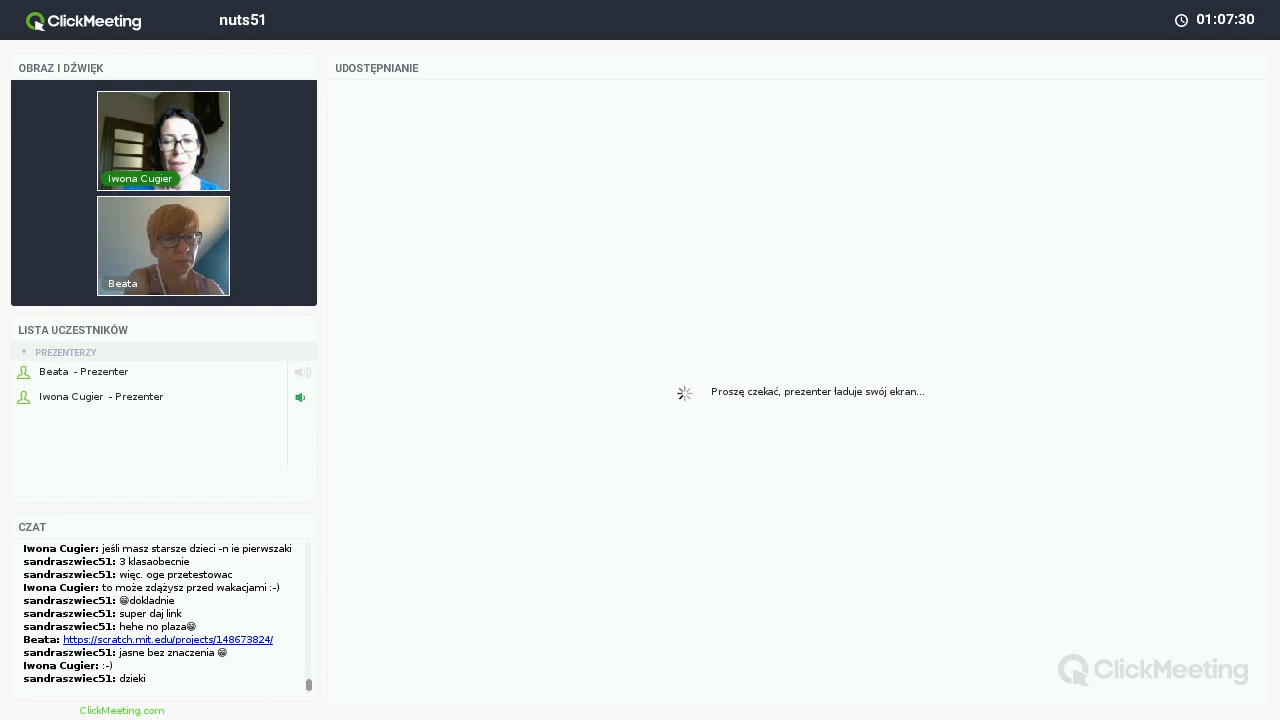 ClickMeeting
nuts51
01:07:30
OBRAZ I DŹWIĘK
Iwona Cugier
Beata
LISTA UCZESTNIKÓW
PREZENTERZY
Beata - Prezenter
Iwona Cugier - Prezenter
CZAT
Iwona Cugier: jeśli masz starsze dzieci -n ie pierwszaki
sandraszwiec51: 3 klasaobecnie
sandraszwiec51: więc. oge przetestowac
Iwona Cugier: to może zdążysz przed wakacjami :-)
sandraszwiec51: 😁dokladnie
sandraszwiec51: super daj link
sandraszwiec51: hehe no plaza😁
Beata: https://scratch.mit.edu/projects/148673824/
sandraszwiec51: jasne bez znaczenia 😁
Iwona Cugier: :-)
sandraszwiec51: dzieki
ClickMeeting.com
UDOSTĘPNIANIE
Proszę czekać, prezenter ładuje swój ekran...
ClickMeeting